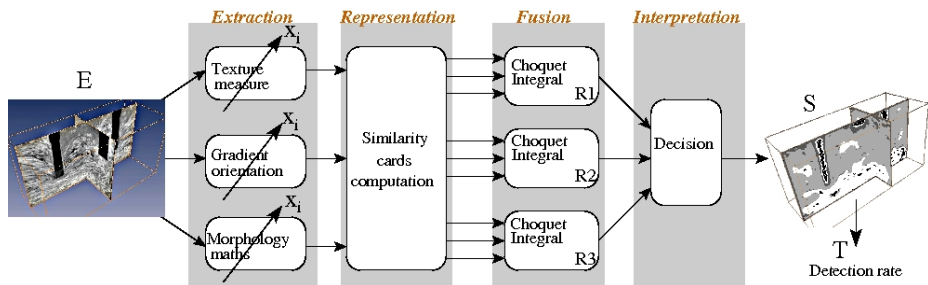 Extraction
Representation
Fusion
Interpretation
E
Xi
Texture
measure
Xi
Gradient
orientation
Xi
Morphology
maths
Similarity
cards
computation
Choquet
Integral
R1
Choquet
Integral
R2
Choquet
Integral
R3
Decision
S
T
Detection rate